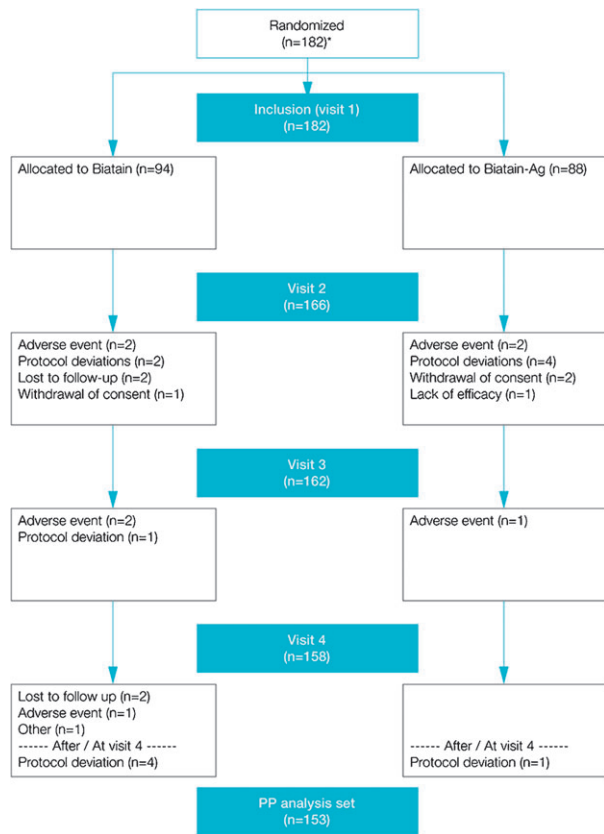 Randomized
(n=182)*
Inclusion (visit 1)
(n=182)
Allocated to Biatain (n=94)
Allocated to Biatain-Ag (n=88)
Visit 2
(n=166)
Adverse event (n=2)
Protocol deviations (n=2)
Lost to follow-up (n=2)
Withdrawal of consent (n=1)
Adverse event (n=2)
Protocol deviations (n=4)
Withdrawal of consent (n=2)
Lack of efficacy (n=1)
Visit 3
(n=162)
Adverse event (n=2)
Protocol deviation (n=1)
Adverse event (n=1)
Visit 4
(n=158)
Lost to follow up (n=2)
Adverse event (n=1)
Other (n=1)
------ After / At visit 4 ------
Protocol deviation (n=4)
------ After / At visit 4 ------
Protocol deviation (n=1)
PP analysis set
(n=153)